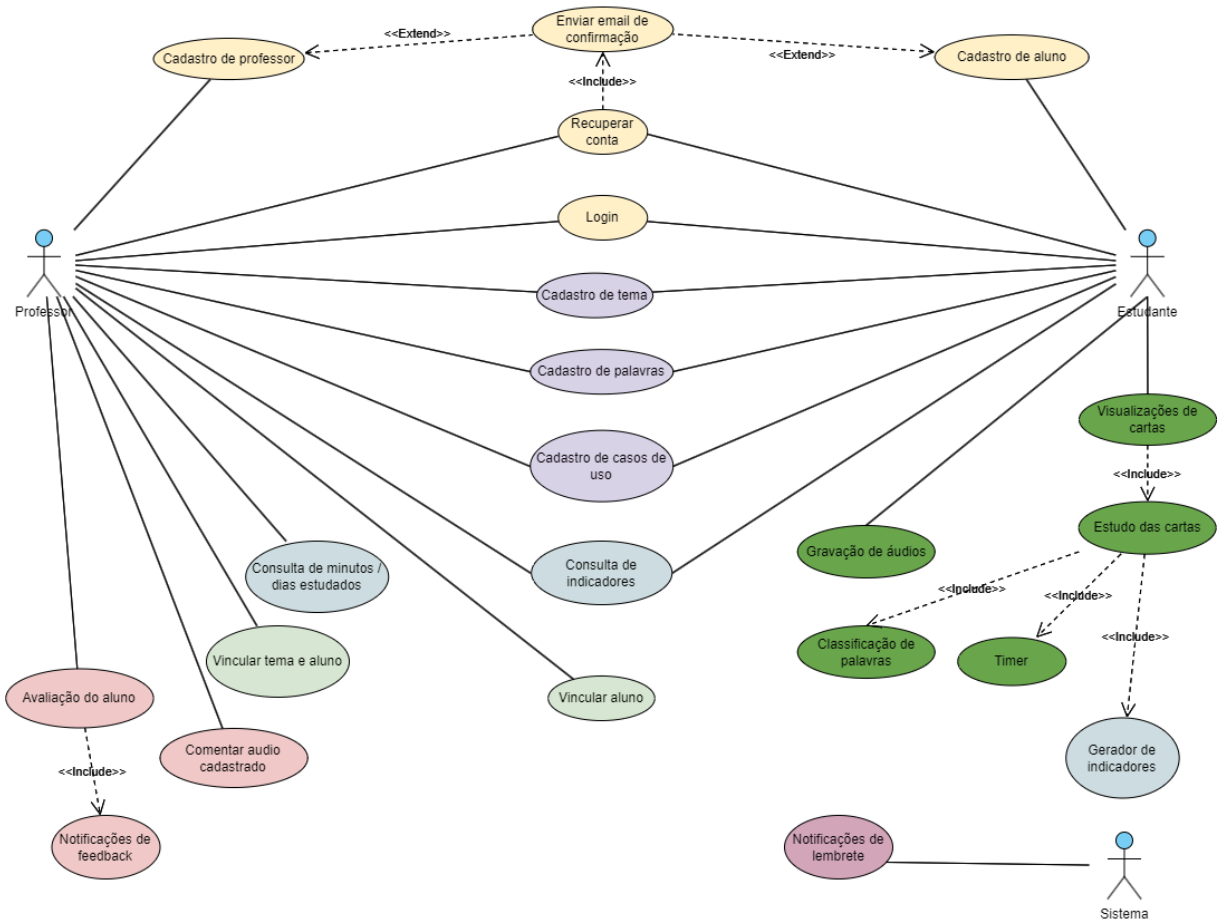 Enviar email de
confirmação
<<Extend>>
<<Extend>>
Cadastro de professor
Cadastro de aluno
<<Include>>
Recuperar
conta
Login
Professor
Estudante
Cadastro de tema
Cadastro de palavras
Visualizações de
cartas
Cadastro de casos de
uso
<<Include>>
Estudo das cartas
Consulta de minutos /
dias estudados
Consulta de
indicadores
Gravação de áudios
<<Include>>
<<Include>>
<<Include>>
Vincular tema e aluno
Classificação de
palavras
Timer
Avaliação do aluno
Vincular aluno
Comentar audio
cadastrado
Gerador de
indicadores
<<Include>>
Notificações de
feedback
Notificações de
lembrete
Sistema